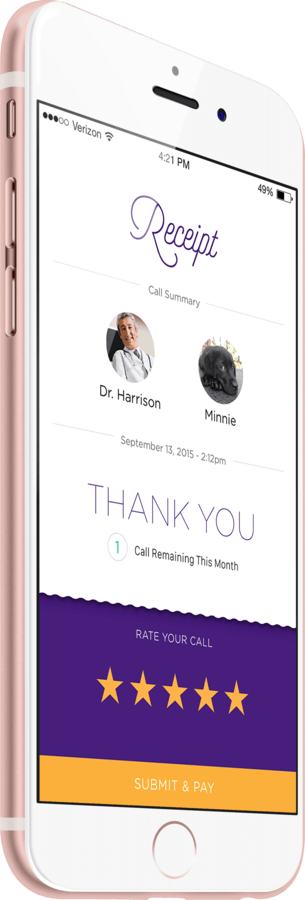 Verizon
4:21 PM
49%
Receipt
Call Summary
Dr. Harrison
Minnie
September 13, 2015 - 2:12pm
THANK YOU
1 Call Remaining This Month
RATE YOUR CALL
SUBMIT & PAY